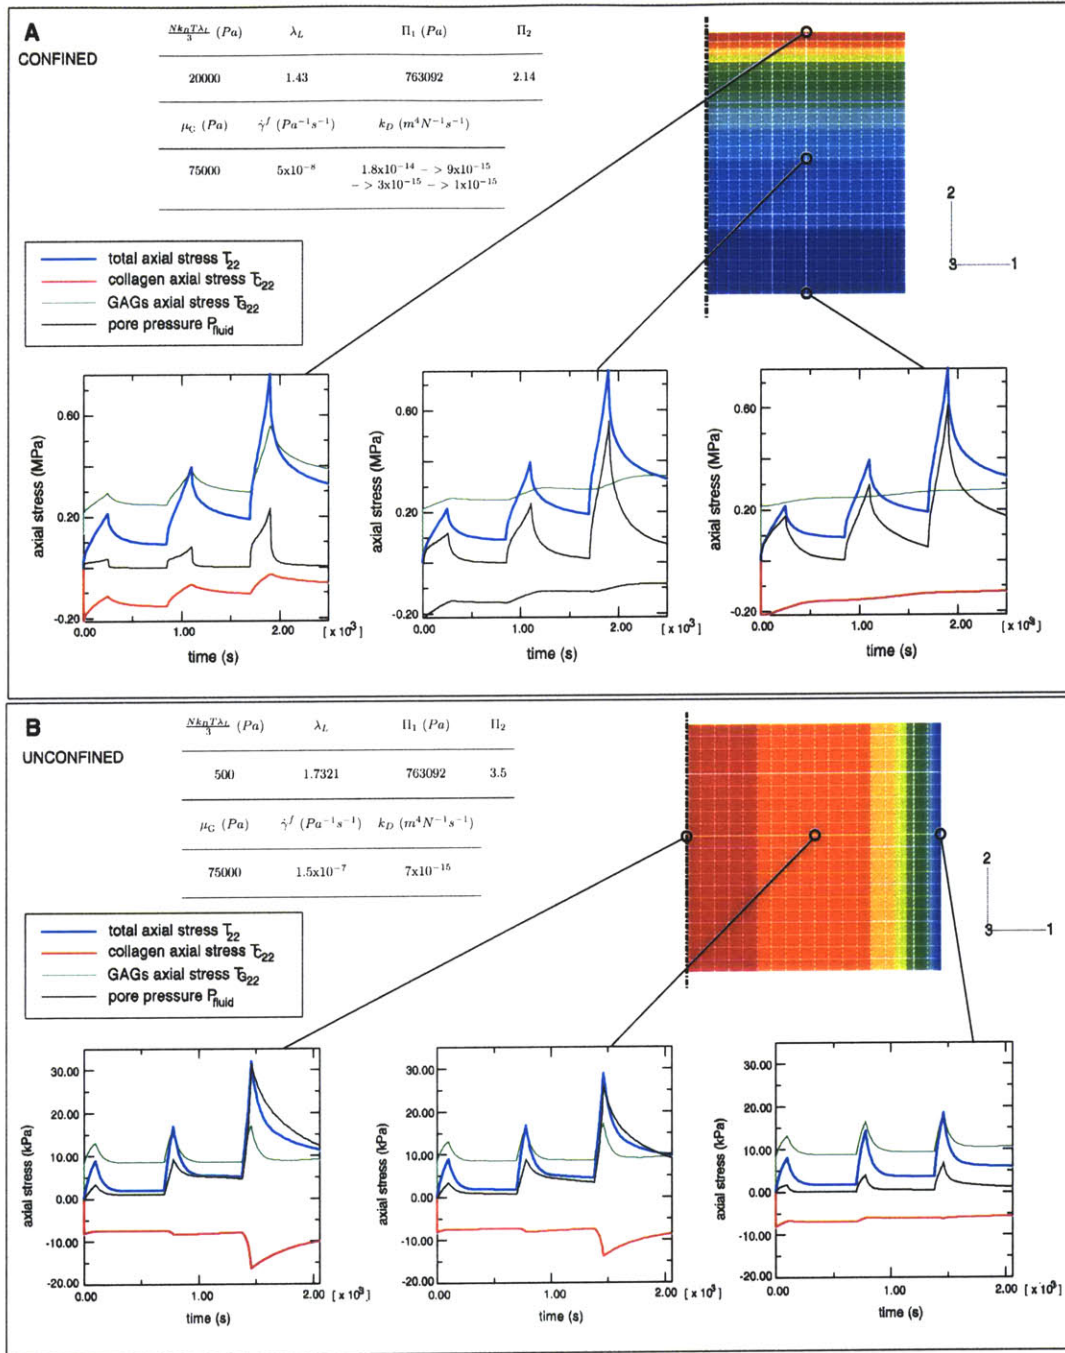 A
CONFINED
Nk_BTλ_L/3 (Pa) λ_L Π₁ (Pa) Π₂
20000 1.43 763092 2.14
μ_G (Pa) γ̇^f (Pa⁻¹s⁻¹) k_D (m⁴N⁻¹s⁻¹)
75000 5x10⁻⁸ 1.8x10⁻¹⁴ − > 9x10⁻¹⁵
− > 3x10⁻¹⁵ − > 1x10⁻¹⁵
2
3 1
total axial stress T22
collagen axial stress TC22
GAGs axial stress TG22
pore pressure Pfluid
axial stress (MPa)
0.60
0.20
-0.20
0.00 1.00 2.00 [ x 10³ ]
time (s)
axial stress (MPa)
0.60
0.20
-0.20
0.00 1.00 2.00 [ x 10³ ]
time (s)
axial stress (MPa)
0.60
0.20
-0.20
0.00 1.00 2.00 [ x 10³ ]
time (s)
B
UNCONFINED
Nk_BTλ_L/3 (Pa) λ_L Π₁ (Pa) Π₂
500 1.7321 763092 3.5
μ_G (Pa) γ̇^f (Pa⁻¹s⁻¹) k_D (m⁴N⁻¹s⁻¹)
75000 1.5x10⁻⁷ 7x10⁻¹⁵
2
3 1
total axial stress T22
collagen axial stress TC22
GAGs axial stress TG22
pore pressure Pfluid
axial stress (kPa)
30.00
20.00
10.00
0.00
-10.00
-20.00
0.00 1.00 2.00 [ x 10³ ]
time (s)
axial stress (kPa)
30.00
20.00
10.00
0.00
-10.00
-20.00
0.00 1.00 2.00 [ x 10³ ]
time (s)
axial stress (kPa)
30.00
20.00
10.00
0.00
-10.00
-20.00
0.00 1.00 2.00 [ x 10³ ]
time (s)